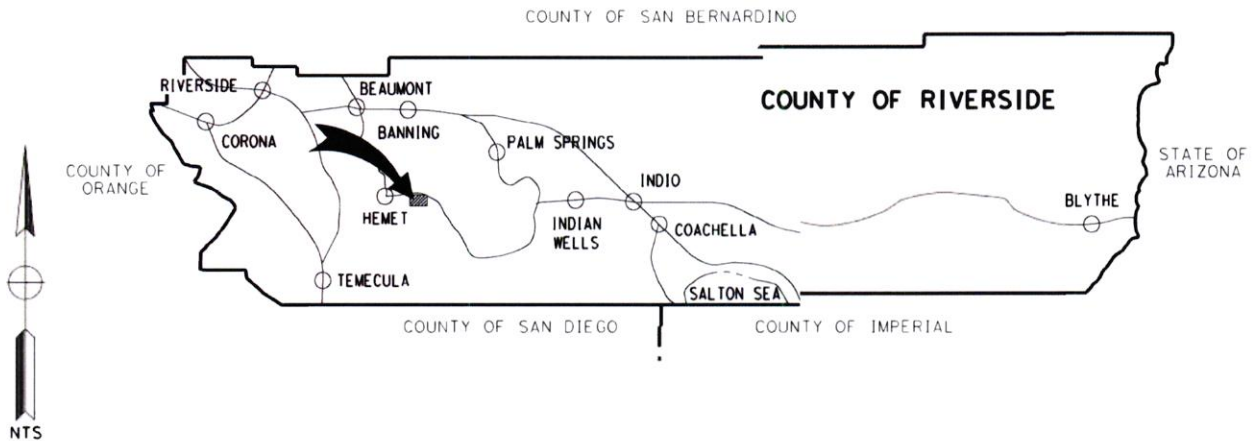 COUNTY OF SAN BERNARDINO
RIVERSIDE
BEAUMONT
COUNTY OF RIVERSIDE
CORONA
BANNING
PALM SPRINGS
STATE OF
ARIZONA
COUNTY OF
ORANGE
INDIO
HEMET
BLYTHE
INDIAN
WELLS
COACHELLA
TEMECULA
SALTON SEA
COUNTY OF SAN DIEGO
COUNTY OF IMPERIAL
NTS